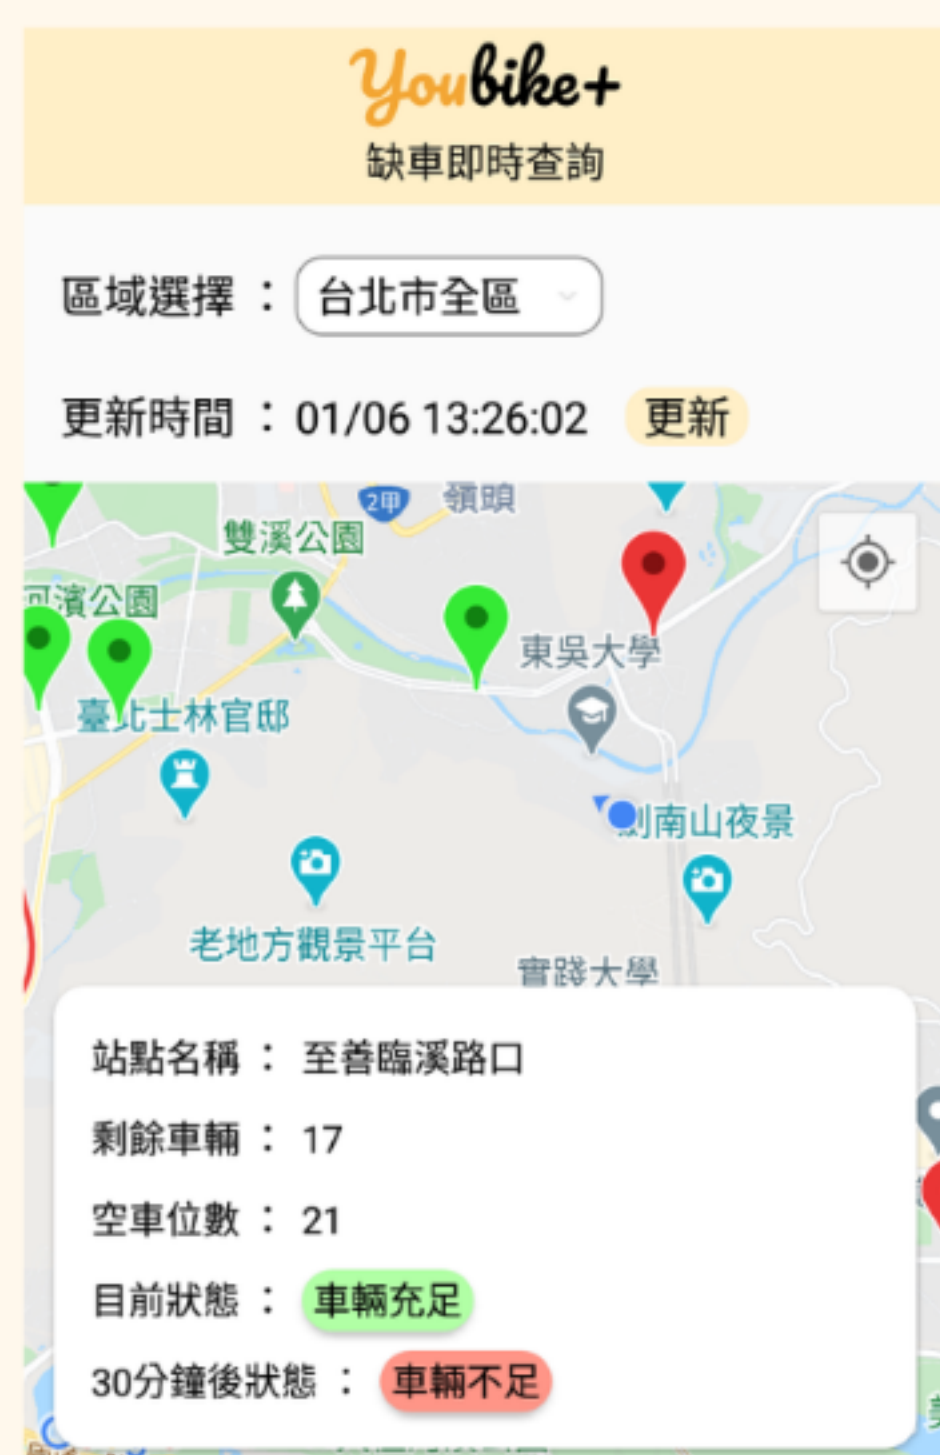 Youbike+
缺車即時查詢
區域選擇 ： 台北市全區
更新時間 ：01/06 13:26:02 更新
2甲
嶺頭
雙溪公園
河濱公園
東吳大學
臺北士林官邸
劍南山夜景
老地方觀景平台
實踐大學
站點名稱 ： 至善臨溪路口
剩餘車輛 ： 17
空車位數 ： 21
目前狀態 ： 車輛充足
30分鐘後狀態 ： 車輛不足